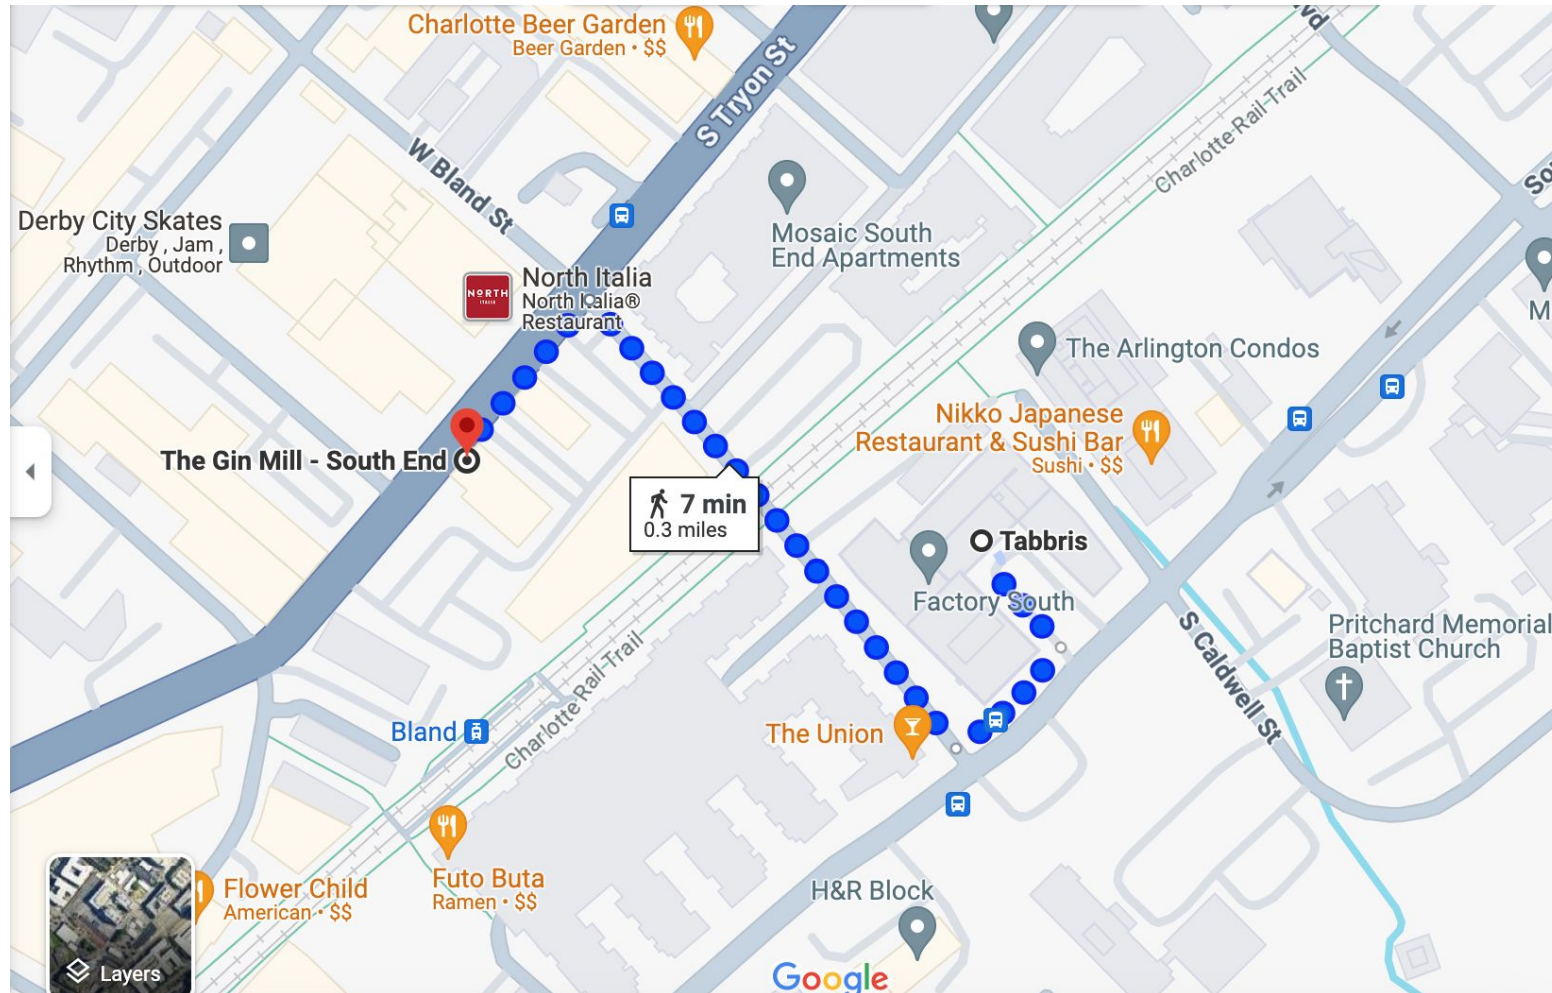 Charlotte Beer Garden
Beer Garden • $$
S Tryon St
Charlotte Rail Trail
W Bland St
Derby City Skates
Derby , Jam ,
Rhythm , Outdoor
Mosaic South
End Apartments
NORTH
ITALIA
North Italia
North Italia®
Restaurant
The Arlington Condos
M
Nikko Japanese
Restaurant & Sushi Bar
Sushi • $$
The Gin Mill - South End
7 min
0.3 miles
Tabbris
Factory South
S Caldwell St
Pritchard Memorial
Baptist Church
Bland
Charlotte Rail Trail
The Union
Futo Buta
Ramen • $$
Flower Child
American • $$
H&R Block
Layers
Google